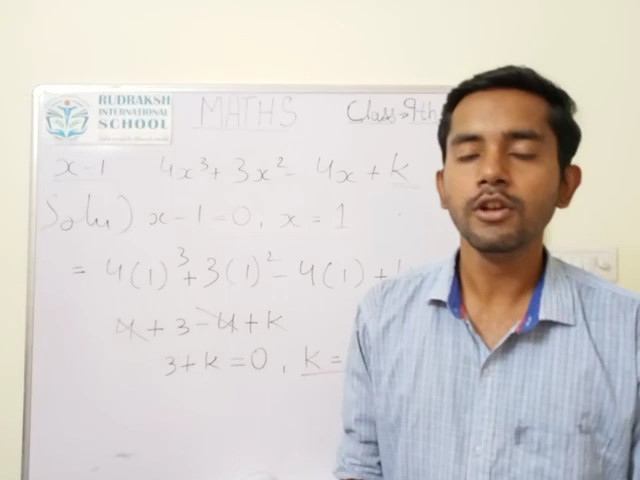 RUDRAKSH
INTERNATIONAL
SCHOOL
MATHS
Class → 9th
x-1 4x³+ 3x²- 4x + k
Solu) x-1-0, x = 1
= 4(1)³+3(1)²- 4(1) +
4 + 3 - 4 + k
3+k = 0, k =